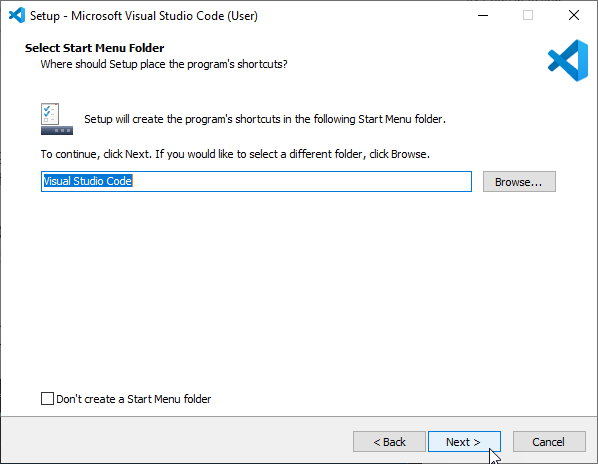 Setup - Microsoft Visual Studio Code (User)
Select Start Menu Folder
Where should Setup place the program's shortcuts?
Setup will create the program's shortcuts in the following Start Menu folder.
To continue, click Next. If you would like to select a different folder, click Browse.
Visual Studio Code
Browse...
Don't create a Start Menu folder
< Back
Next >
Cancel